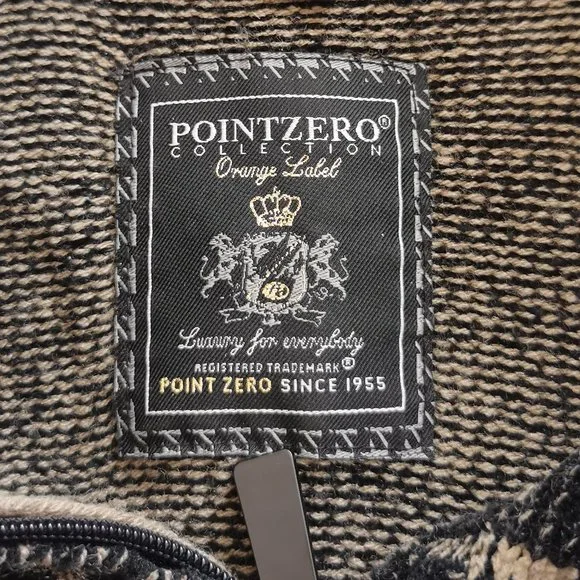 POINTZERO®
COLLECTION
Orange Label
Luxury for everybody
REGISTERED TRADEMARK®
POINT ZERO SINCE 1955